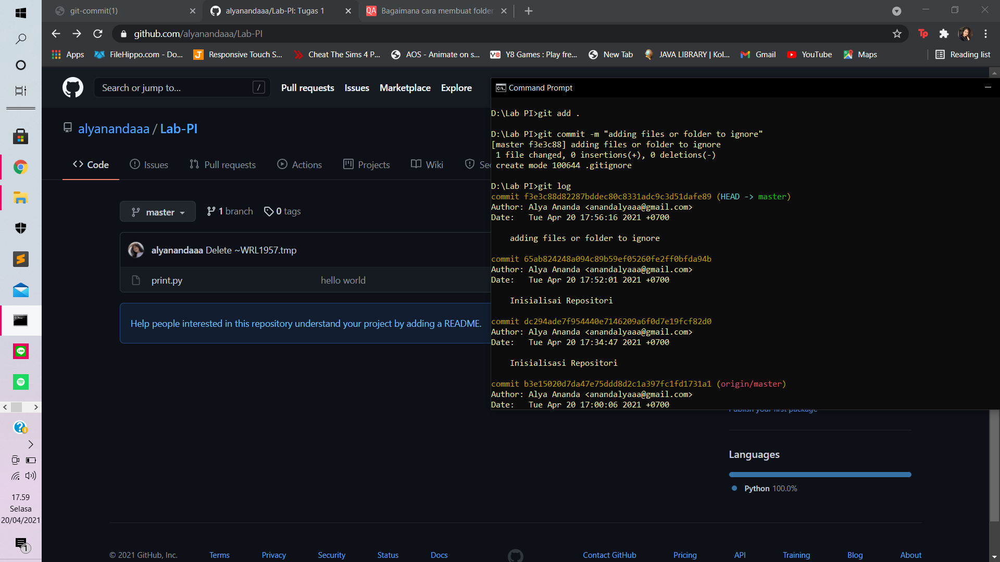 git-commit(1)
alyanandaaa/Lab-PI: Tugas 1
QA Bagaimana cara membuat folder
github.com/alyanandaaa/Lab-PI
Tp
Apps
FileHippo.com - Do...
J Responsive Touch S...
Cheat The Sims 4 P...
AOS - Animate on s...
Y8 Y8 Games : Play fre...
New Tab
JAVA LIBRARY | Kol...
Gmail
YouTube
Maps
Reading list
Search or jump to... /
Pull requests
Issues
Marketplace
Explore
alyanandaaa / Lab-PI
Code
Issues
Pull requests
Actions
Projects
Wiki
Se
master
1 branch
0 tags
alyanandaaa Delete ~WRL1957.tmp
print.py
hello world
Help people interested in this repository understand your project by adding a README.
Command Prompt
D:\Lab PI>git add .
D:\Lab PI>git commit -m "adding files or folder to ignore"
[master f3e3c88] adding files or folder to ignore
1 file changed, 0 insertions(+), 0 deletions(-)
create mode 100644 .gitignore
D:\Lab PI>git log
commit f3e3c88d82287bddec80c8331adc9c3d51dafe89 (HEAD -> master)
Author: Alya Ananda <anandalyaaa@gmail.com>
Date:   Tue Apr 20 17:56:16 2021 +0700
adding files or folder to ignore
commit 65ab824248a094c89b59ef05260fe2ff0bfda94b
Author: Alya Ananda <anandalyaaa@gmail.com>
Date:   Tue Apr 20 17:52:01 2021 +0700
Inisialisai Repositori
commit dc294ade7f954440e7146209a6f0d7e19fcf82d0
Author: Alya Ananda <anandalyaaa@gmail.com>
Date:   Tue Apr 20 17:34:47 2021 +0700
Inisialisasi Repositori
commit b3e15020d7da47e75ddd8d2c1a397fc1fd1731a1 (origin/master)
Author: Alya Ananda <anandalyaaa@gmail.com>
Date:   Tue Apr 20 17:00:06 2021 +0700
Publish your first package
Languages
Python 100.0%
17.59
Selasa
20/04/2021
1
© 2021 GitHub, Inc.
Terms
Privacy
Security
Status
Docs
Contact GitHub
Pricing
API
Training
Blog
About